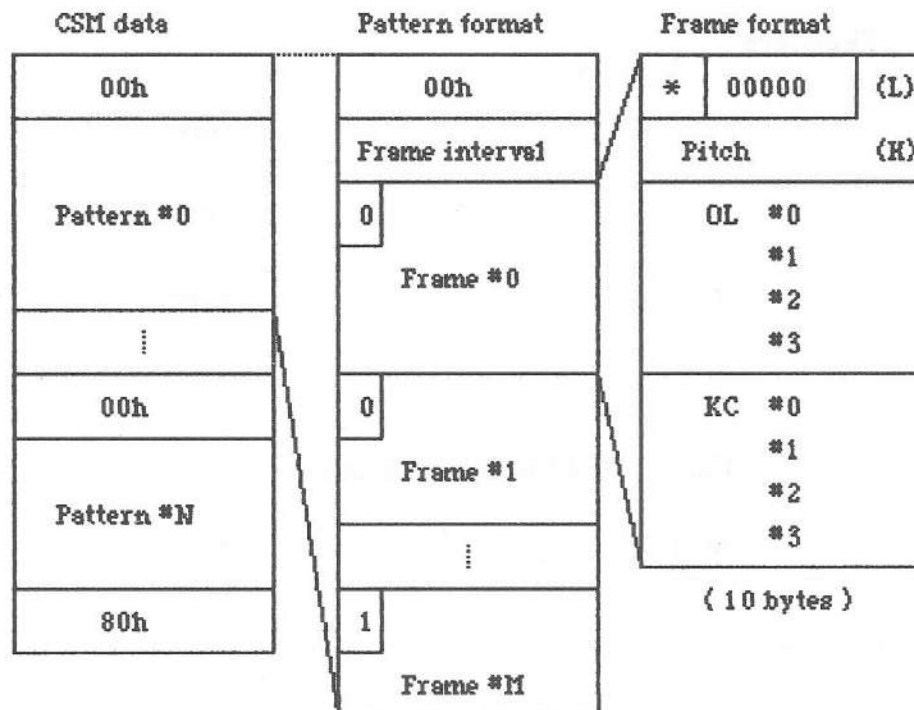 CSM data
00h
Pattern #0
00h
Pattern #N
80h
Pattern format
00h
Frame interval
0
Frame #0
0
Frame #1
1
Frame #M
Frame format
* 00000 (L)
Pitch (H)
OL #0
#1
#2
#3
KC #0
#1
#2
#3
( 10 bytes )